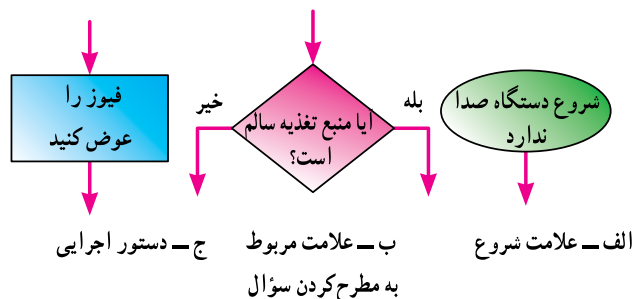 شروع دستگاه صدا
ندارد
بله
آیا منبع تغذیه سالم
است؟
خیر
فیوز را
عوض کنید
الف ــ علامت شروع
ب ــ علامت مربوط
به مطرح‌کردن سؤال
ج ــ دستور اجرایی